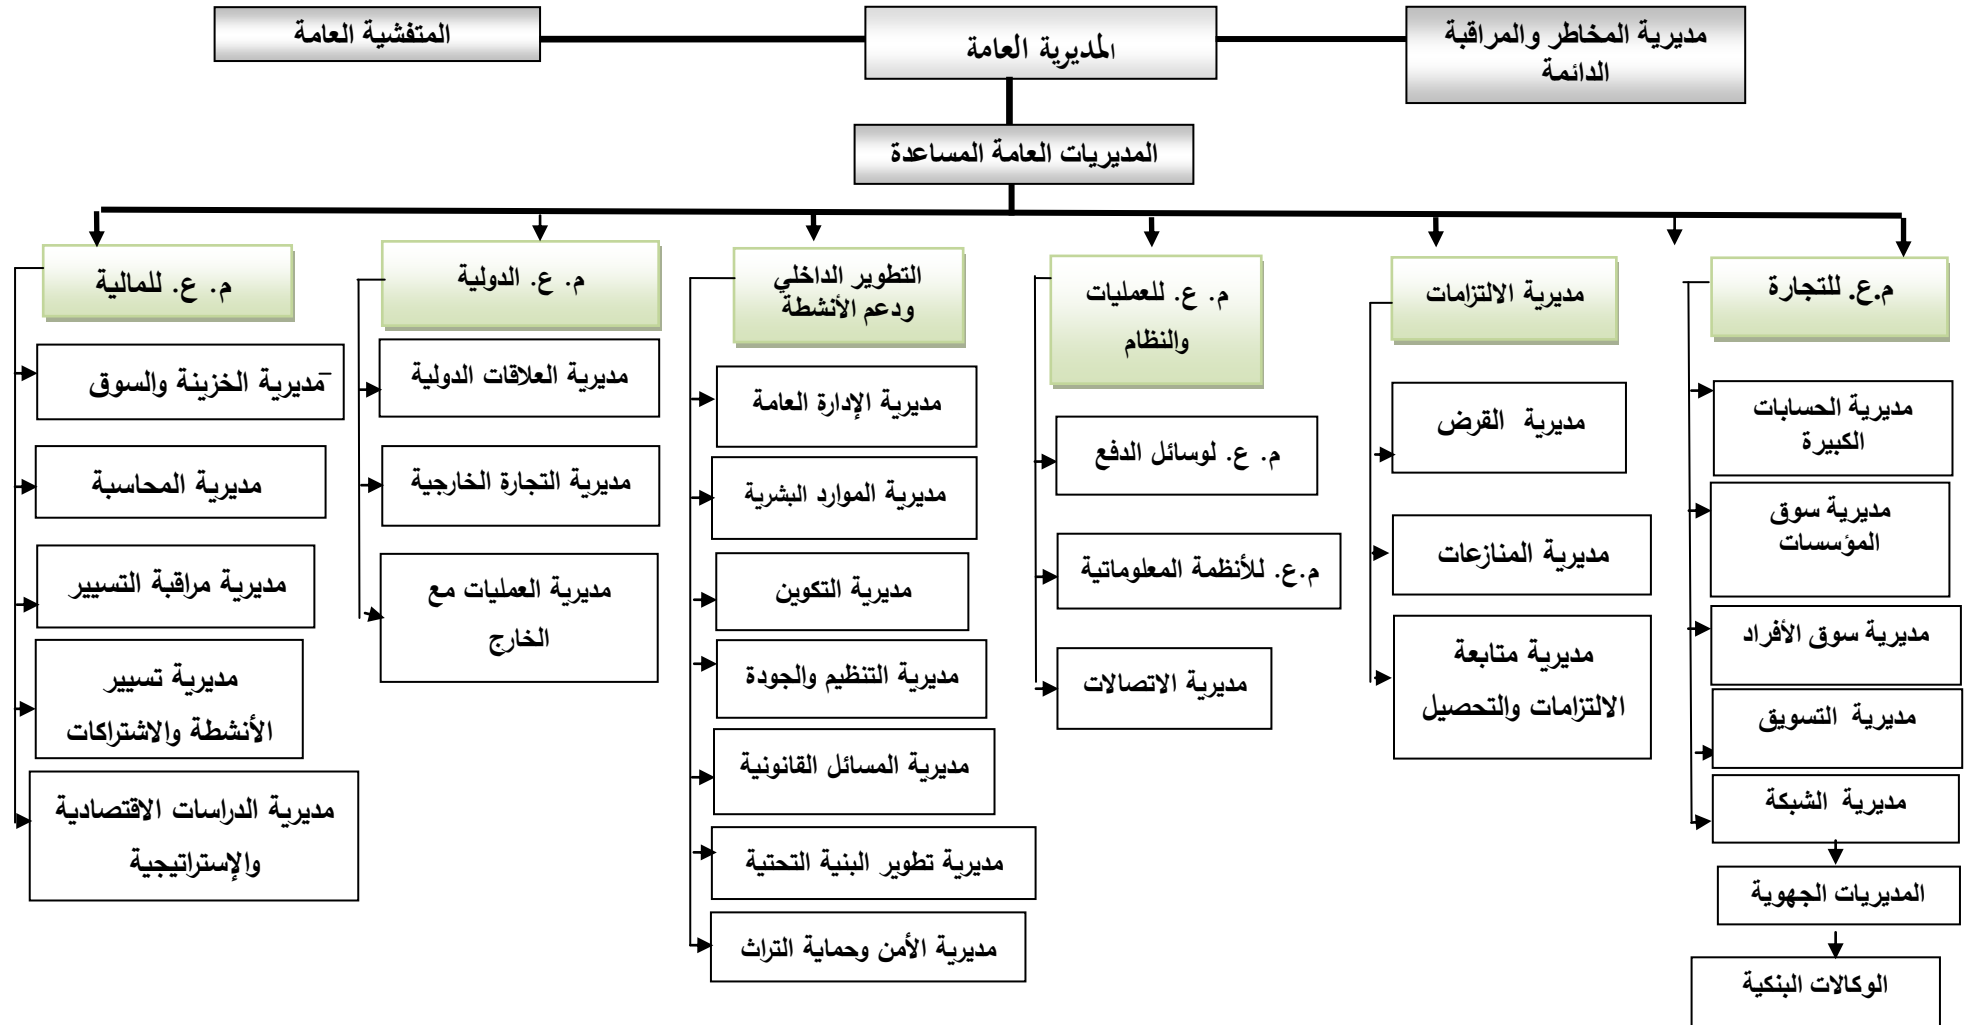 مديرية المخاطر والمراقبة
الدائمة
المديرية العامة
المتفشية العامة
المديريات العامة المساعدة
م.ع. للتجارة
مديرية الحسابات
الكبيرة
مديرية سوق
المؤسسات
مديرية سوق الأفراد
مديرية التسويق
مديرية الشبكة
المديريات الجهوية
الوكالات البنكية
مديرية الالتزامات
مديرية القرض
مديرية المنازعات
مديرية متابعة
الالتزامات والتحصيل
م. ع. للعمليات
والنظام
م. ع. لوسائل الدفع
م.ع. للأنظمة المعلوماتية
مديرية الاتصالات
التطوير الداخلي
ودعم الأنشطة
مديرية الإدارة العامة
مديرية الموارد البشرية
مديرية التكوين
مديرية التنظيم والجودة
مديرية المسائل القانونية
مديرية تطوير البنية التحتية
مديرية الأمن وحماية التراث
م. ع. الدولية
مديرية العلاقات الدولية
مديرية التجارة الخارجية
مديرية العمليات مع
الخارج
م. ع. للمالية
مديرية الخزينة والسوق
مديرية المحاسبة
مديرية مراقبة التسيير
مديرية تسيير
الأنشطة والاشتراكات
مديرية الدراسات الاقتصادية
والإستراتيجية